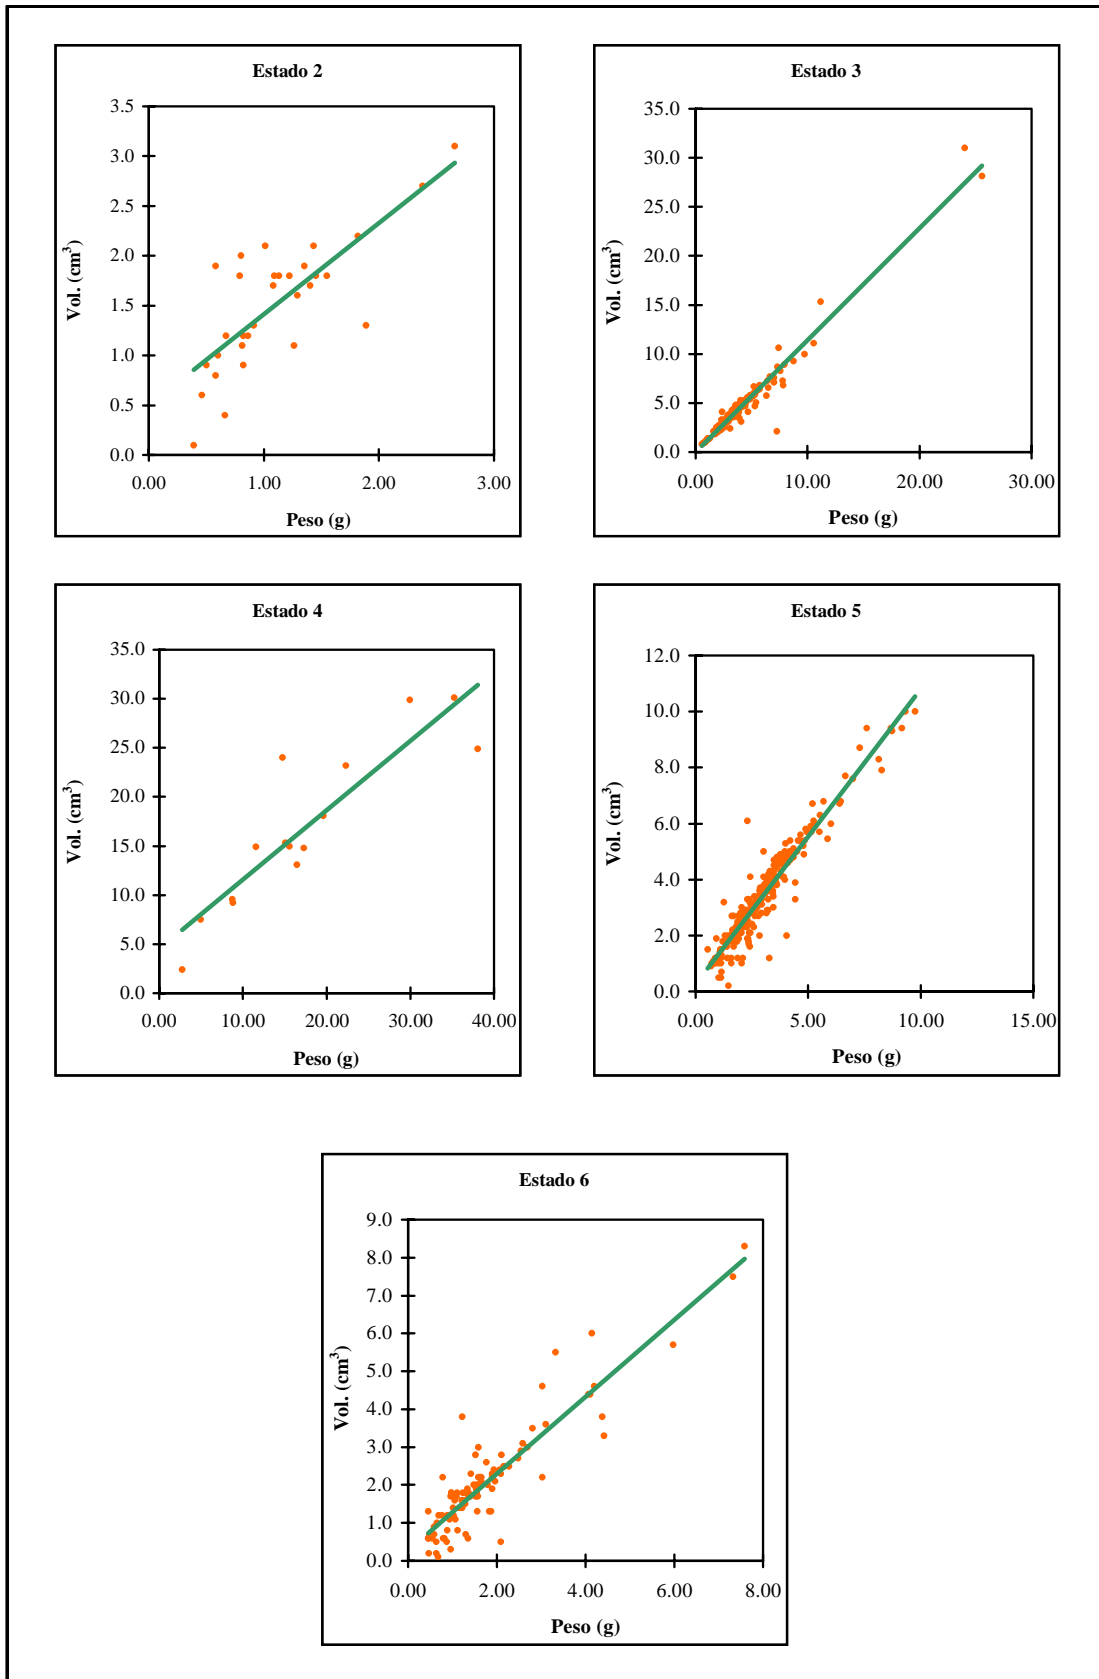 Estado 2
3.5
3.0
2.5
2.0
1.5
1.0
0.5
0.0
Vol. (cm³)
0.00 1.00 2.00 3.00
Peso (g)
Estado 3
35.0
30.0
25.0
20.0
15.0
10.0
5.0
0.0
Vol. (cm³)
0.00 10.00 20.00 30.00
Peso (g)
Estado 4
35.0
30.0
25.0
20.0
15.0
10.0
5.0
0.0
Vol. (cm³)
0.00 10.00 20.00 30.00 40.00
Peso (g)
Estado 5
12.0
10.0
8.0
6.0
4.0
2.0
0.0
Vol. (cm³)
0.00 5.00 10.00 15.00
Peso (g)
Estado 6
9.0
8.0
7.0
6.0
5.0
4.0
3.0
2.0
1.0
0.0
Vol. (cm³)
0.00 2.00 4.00 6.00 8.00
Peso (g)